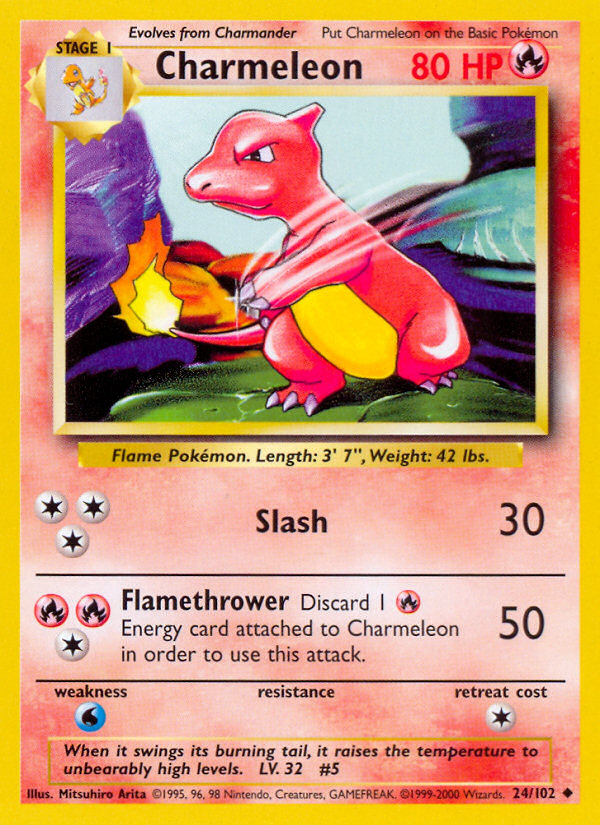 Evolves from Charmander Put Charmeleon on the Basic Pokémon
STAGE 1
Charmeleon 80 HP
Flame Pokémon. Length: 3' 7", Weight: 42 lbs.
Slash 30
Flamethrower Discard 1
Energy card attached to Charmeleon
in order to use this attack.
50
weakness resistance retreat cost
When it swings its burning tail, it raises the temperature to
unbearably high levels. LV. 32 #5
Illus. Mitsuhiro Arita ©1995, 96, 98 Nintendo, Creatures, GAMEFREAK. ©1999-2000 Wizards. 24/102